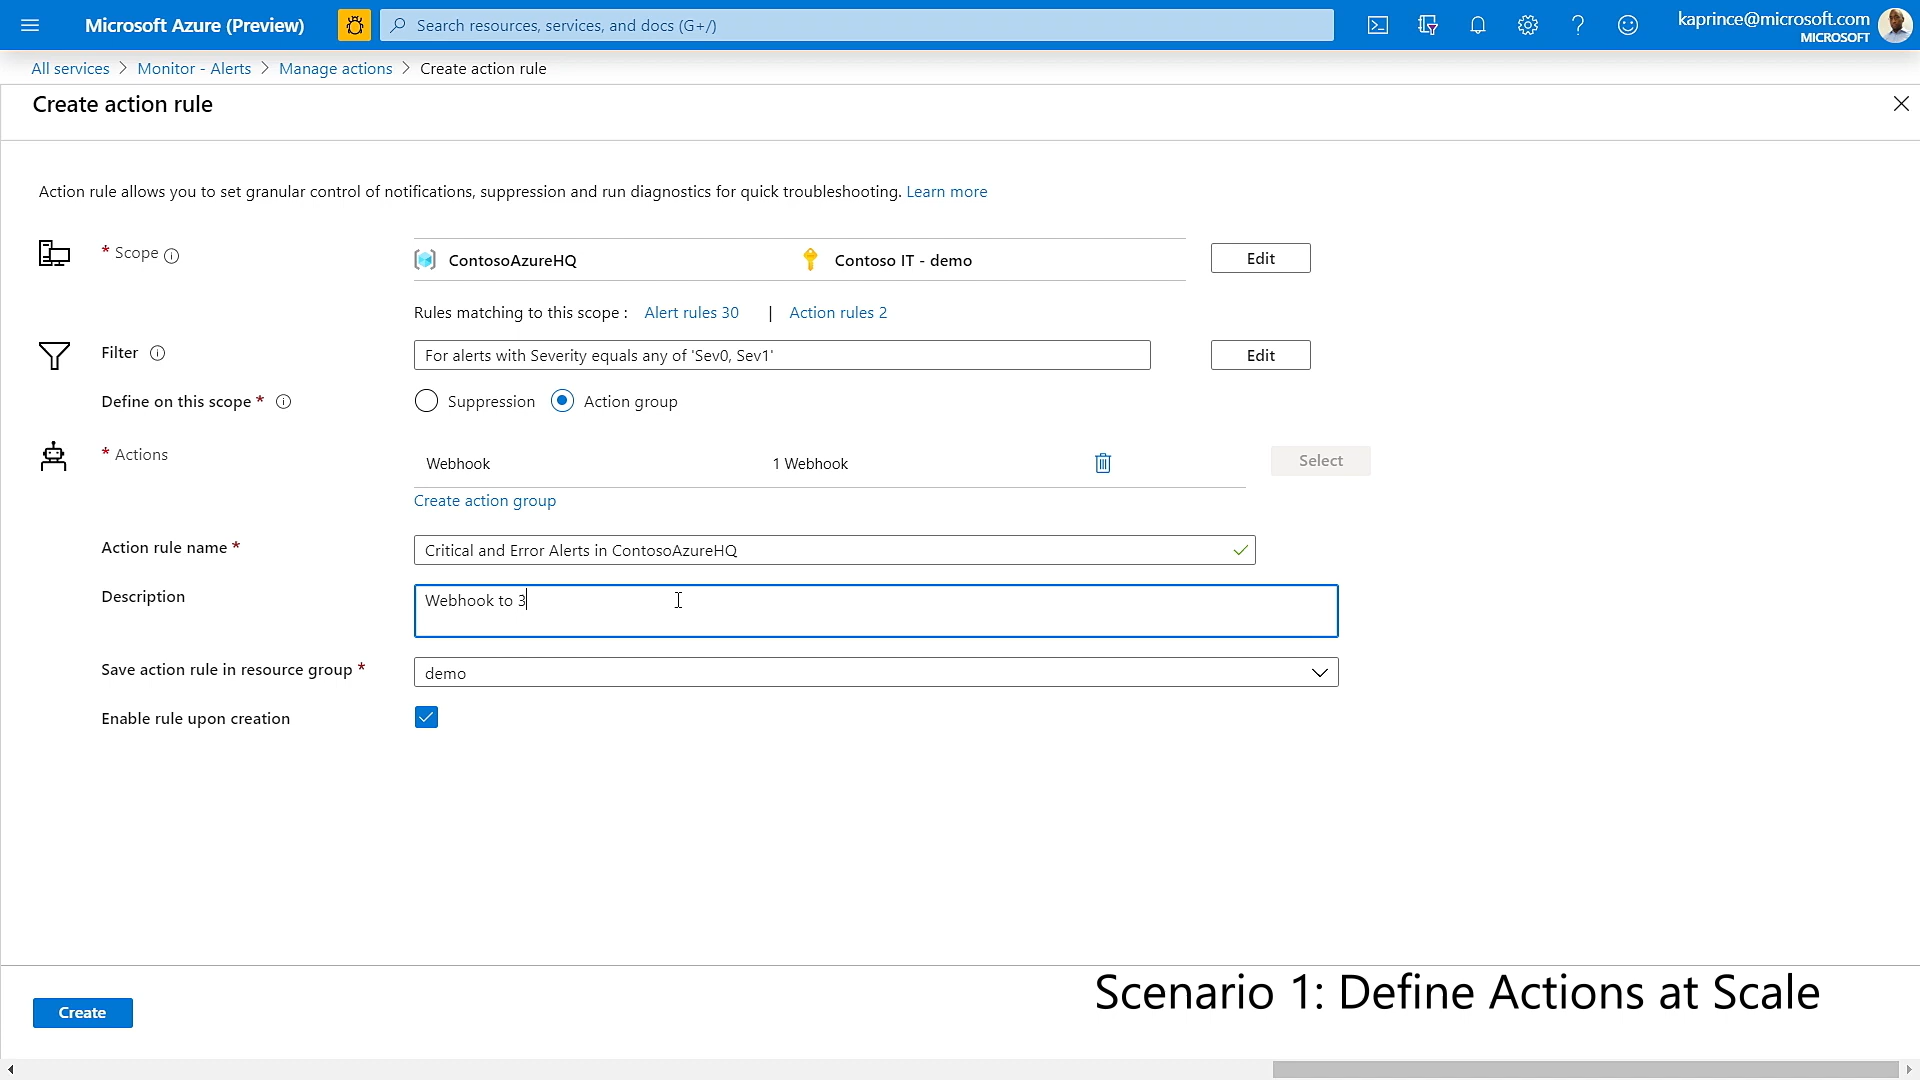 Microsoft Azure (Preview)
Search resources, services, and docs (G+/)
kaprince@microsoft.com
MICROSOFT
All services > Monitor - Alerts > Manage actions > Create action rule
Create action rule
Action rule allows you to set granular control of notifications, suppression and run diagnostics for quick troubleshooting. Learn more
* Scope
ContosoAzureHQ
Contoso IT - demo
Edit
Rules matching to this scope : Alert rules 30 | Action rules 2
Filter
For alerts with Severity equals any of 'Sev0, Sev1'
Edit
Define on this scope *
Suppression
Action group
* Actions
Webhook
1 Webhook
Select
Create action group
Action rule name *
Critical and Error Alerts in ContosoAzureHQ
Description
Webhook to 3
Save action rule in resource group *
demo
Enable rule upon creation
Scenario 1: Define Actions at Scale
Create